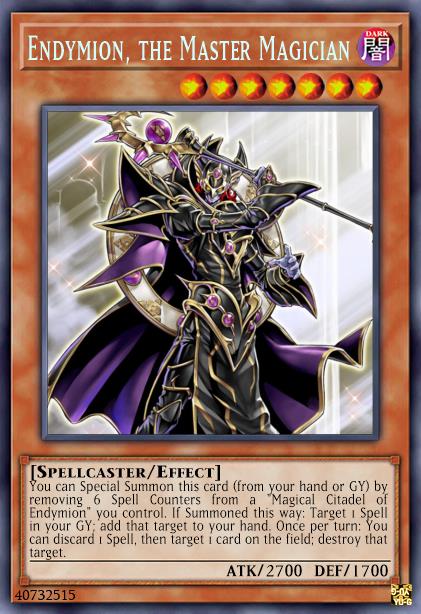 ENDYMION, THE MASTER MAGICIAN
DARK
闇
[SPELLCASTER/EFFECT]
You can Special Summon this card (from your hand or GY) by
removing 6 Spell Counters from a "Magical Citadel of
Endymion" you control. If Summoned this way: Target 1 Spell
in your GY; add that target to your hand. Once per turn: You
can discard 1 Spell, then target 1 card on the field; destroy that
target.
ATK/2700 DEF/1700
40732515